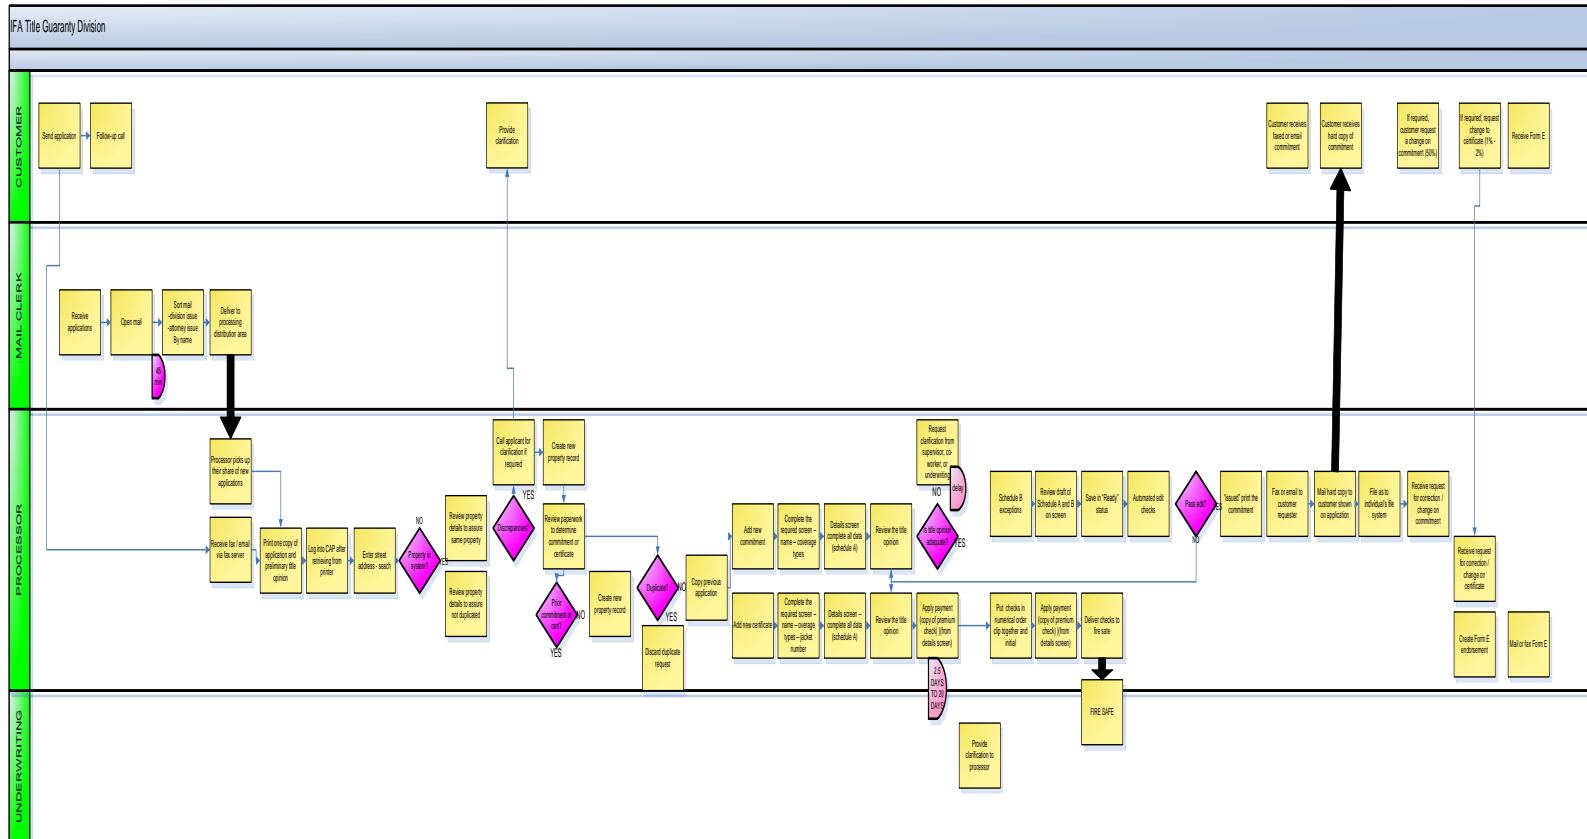 IFA Title Guaranty Division
CUSTOMER
Send application
Follow-up call
Provide
clarification
Customer receives
faxed or email
commitment
Customer receives
hard copy of
commitment
If required,
customer request
a change on
commitment (50%)
If required, request
change to
certificate (1% -
2%)
Receive Form E
MAIL CLERK
Receive
applications
Open mail
Sort mail
-division issue
-attorney issue
By name
Deliver to
processing
distribution area
45
min
PROCESSOR
Processor picks up
their share of new
applications
Receive fax / email
via fax server
Print one copy of
application and
preliminary title
opinion
Log into CAP after
retrieving from
printer
Enter street
address - seach
NO
Property in
system?
YES
Review property
details to assure
same property
Review property
details to assure
not duplicated
Call applicant for
clarification if
required
YES
Discrepancies?
Create new
property record
Review paperwork
to determine
commitment or
certificate
Prior
commitment or
cert?
NO
YES
Create new
property record
Duplicate?
NO
YES
Discard duplicate
request
Copy previous
application
Add new
commitment
Complete the
required screen –
name – coverage
types
Details screen
complete all data
(schedule A)
Review the title
opinion
Request
clarification from
supervisor, co-
worker, or
underwriting
delay
NO
Is title opinion
adequate?
YES
Add new certificate
Complete the
required screen –
name – overage
types – jacket
number
Details screen –
complete all data
(schedule A)
Review the title
opinion
Apply payment
(copy of premium
check) )(from
details screen)
2.5
DAYS
TO 20
DAYS
Put checks in
numerical order
clip together and
initial
Apply payment
(copy of premium
check) )(from
details screen)
Deliver checks to
fire sate
Schedule B
exceptions
Review draft of
Schedule A and B
on screen
Save in "Ready"
status
Automated edit
checks
Pass edit?
YES
NO
"Issued" print the
commitment
Fax or email to
customer
requester
Mail hard copy to
customer shown
on application
File as to
individual's file
system
Receive request
for correction /
change on
commitment
Receive request
for correction /
change on
certificate
Create Form E
endorsement
Mail or fax Form E
UNDERWRITING
FIRE SAFE
Provide
clarification to
processor